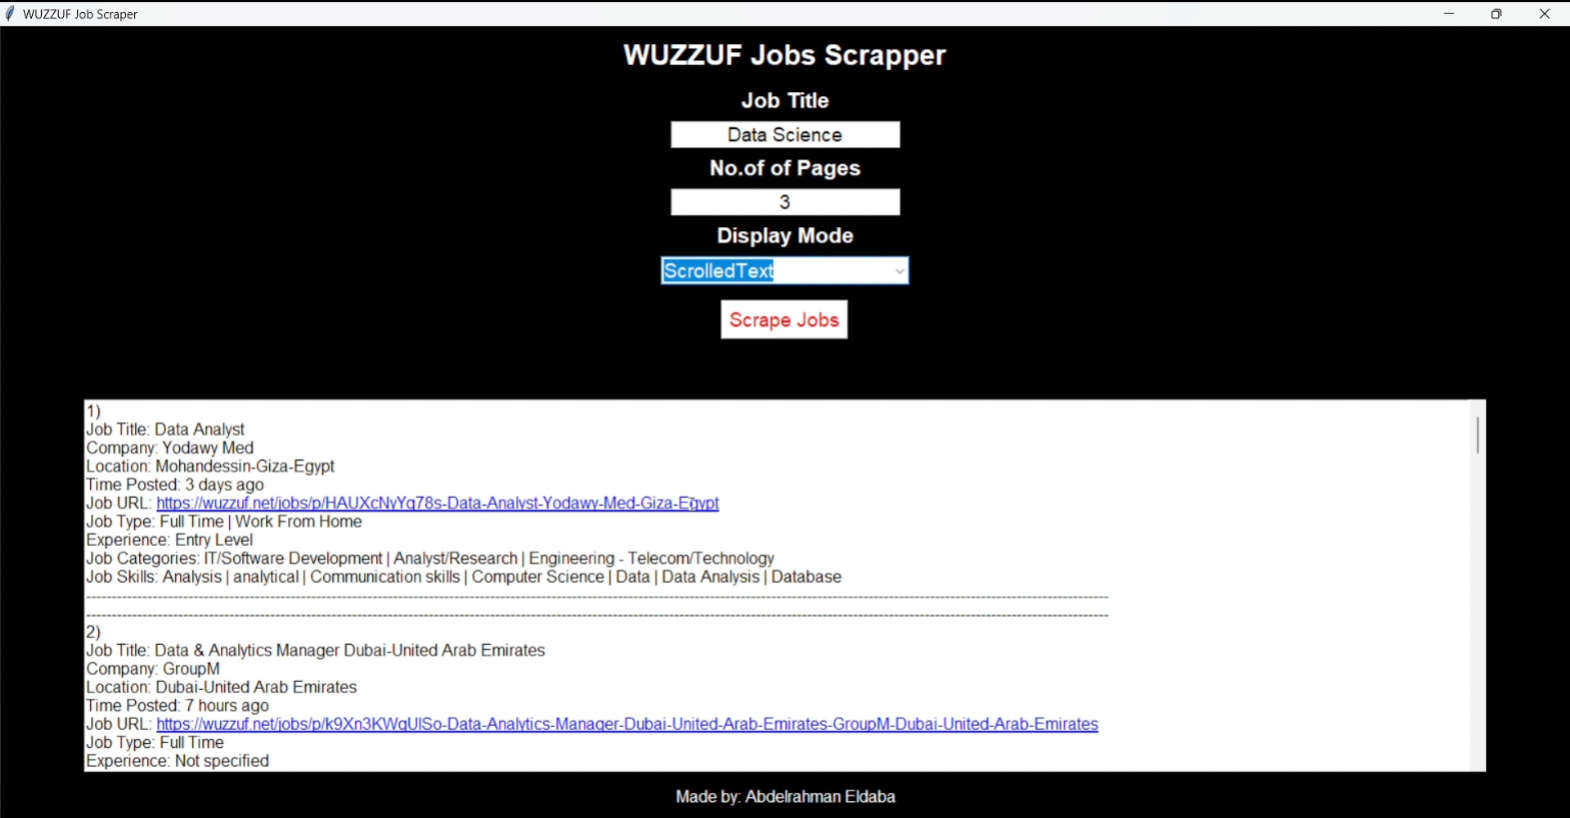 WUZZUF Job Scraper
WUZZUF Jobs Scrapper
Job Title
Data Science
No.of of Pages
3
Display Mode
ScrolledText
Scrape Jobs
1)
Job Title: Data Analyst
Company: Yodawy Med
Location: Mohandessin-Giza-Egypt
Time Posted: 3 days ago
Job URL: https://wuzzuf.net/jobs/p/HAUXcNyYq78s-Data-Analyst-Yodawy-Med-Giza-Egypt
Job Type: Full Time | Work From Home
Experience: Entry Level
Job Categories: IT/Software Development | Analyst/Research | Engineering - Telecom/Technology
Job Skills: Analysis | analytical | Communication skills | Computer Science | Data | Data Analysis | Database
2)
Job Title: Data & Analytics Manager Dubai-United Arab Emirates
Company: GroupM
Location: Dubai-United Arab Emirates
Time Posted: 7 hours ago
Job URL: https://wuzzuf.net/jobs/p/k9Xn3KWqUlSo-Data-Analytics-Manager-Dubai-United-Arab-Emirates-GroupM-Dubai-United-Arab-Emirates
Job Type: Full Time
Experience: Not specified
Made by: Abdelrahman Eldaba